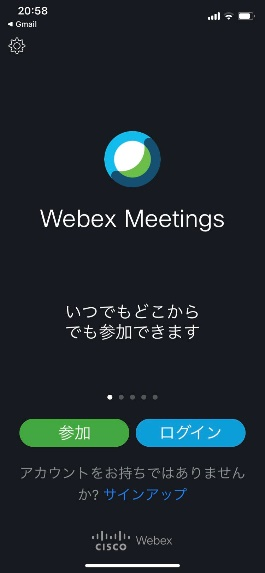 20:58
◀ Gmail
Webex Meetings
いつでもどこから
でも参加できます
参加
ログイン
アカウントをお持ちではありません
か? サインアップ
CISCO Webex